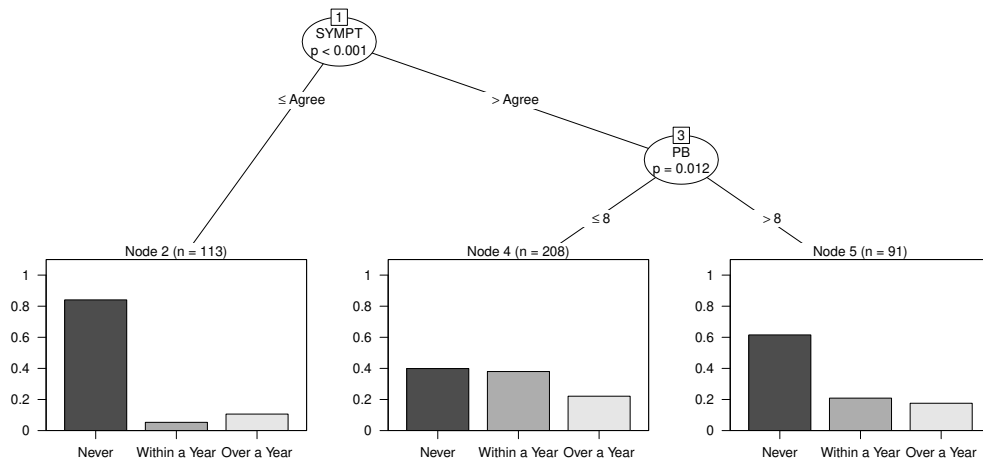 1
SYMPT
p < 0.001
≤ Agree
> Agree
3
PB
p = 0.012
≤ 8
> 8
Node 2 (n = 113)
1
0.8
0.6
0.4
0.2
0
Never Within a Year Over a Year
Node 4 (n = 208)
1
0.8
0.6
0.4
0.2
0
Never Within a Year Over a Year
Node 5 (n = 91)
1
0.8
0.6
0.4
0.2
0
Never Within a Year Over a Year